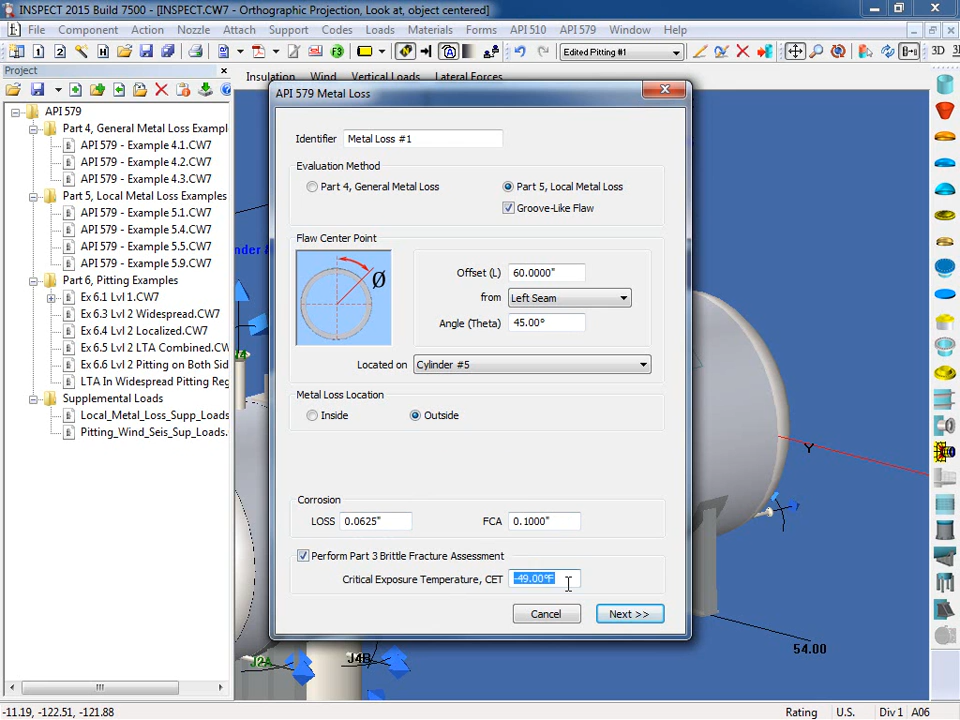 INSPECT 2015 Build 7500 - [INSPECT.CW7 - Orthographic Projection, Look at, object centered]
File Component Action Nozzle Attach Support Codes Loads Materials Forms API 510 API 579 Window Help
Edited Pitting #1
3D
Project
Insulation Wind Vertical Loads Lateral Forces
API 579
Part 4, General Metal Loss Exampl
API 579 - Example 4.1.CW7
API 579 - Example 4.2.CW7
API 579 - Example 4.3.CW7
Part 5, Local Metal Loss Examples
API 579 - Example 5.1.CW7
API 579 - Example 5.4.CW7
API 579 - Example 5.5.CW7
API 579 - Example 5.9.CW7
Part 6, Pitting Examples
Ex 6.1 Lvl 1.CW7
Ex 6.3 Lvl 2 Widespread.CW7
Ex 6.4 Lvl 2 Localized.CW7
Ex 6.5 Lvl 2 LTA Combined.CW
Ex 6.6 Lvl 2 Pitting on Both Sid
LTA In Widespread Pitting Reg
Supplemental Loads
Local_Metal_Loss_Supp_Loads
Pitting_Wind_Seis_Sup_Loads.
API 579 Metal Loss
Identifier Metal Loss #1
Evaluation Method
Part 4, General Metal Loss Part 5, Local Metal Loss
Groove-Like Flaw
Flaw Center Point
Ø
Offset (L) 60.0000"
from Left Seam
Angle (Theta) 45.00°
Located on Cylinder #5
Metal Loss Location
Inside Outside
Corrosion
LOSS 0.0625" FCA 0.1000"
Perform Part 3 Brittle Fracture Assessment
Critical Exposure Temperature, CET -49.00°F
Cancel Next >>
Y
54.00
J2A
J4B
-11.19, -122.51, -121.88 Rating U.S. Div 1 A06